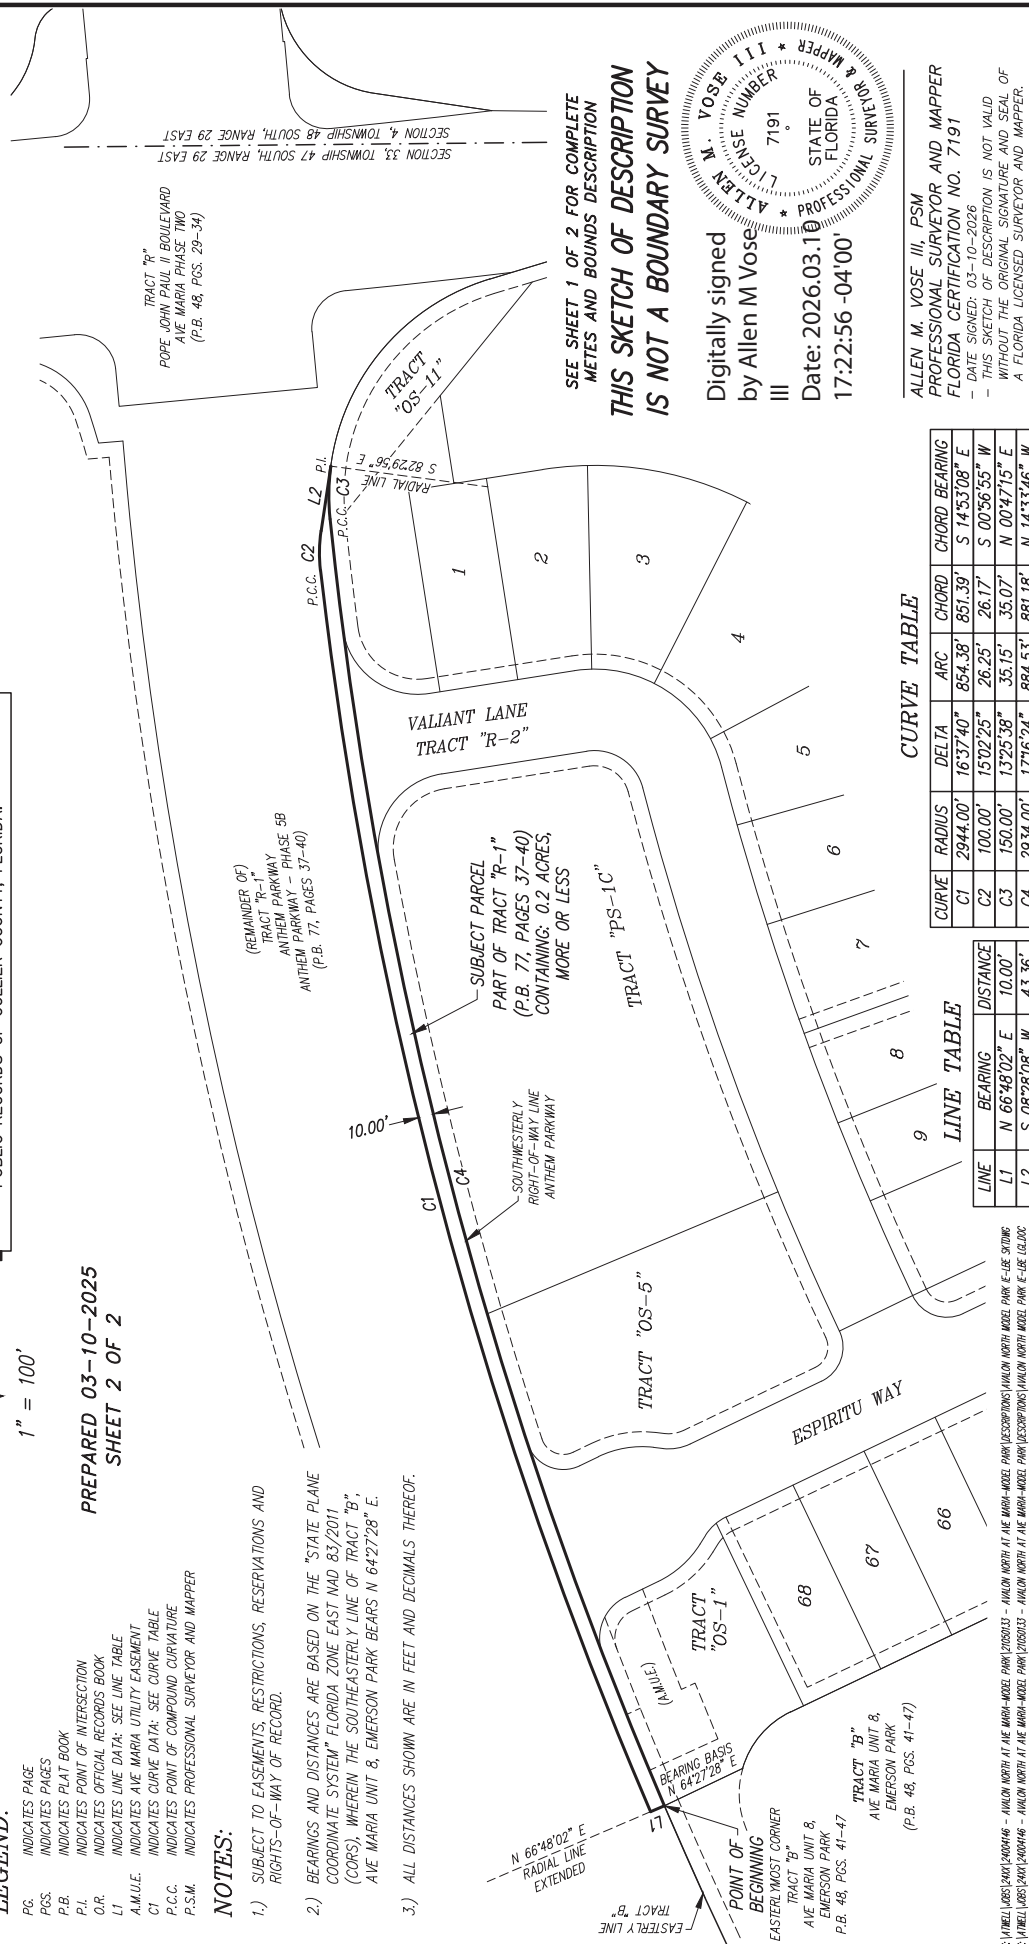 LEGEND:
PG. INDICATES PAGE
PGS. INDICATES PAGES
P.B. INDICATES PLAT BOOK
P.I. INDICATES POINT OF INTERSECTION
O.R. INDICATES OFFICIAL RECORDS BOOK
L1 INDICATES LINE DATA: SEE LINE TABLE
A.M.U.E. INDICATES AVE MARIA UTILITY EASEMENT
C1 INDICATES CURVE DATA: SEE CURVE TABLE
P.C.C. INDICATES POINT OF COMPOUND CURVATURE
P.S.M. INDICATES PROFESSIONAL SURVEYOR AND MAPPER
1" = 100'
PREPARED 03-10-2025
SHEET 2 OF 2
NOTES:
1.) SUBJECT TO EASEMENTS, RESTRICTIONS, RESERVATIONS AND
RIGHTS-OF-WAY OF RECORD.
2.) BEARINGS AND DISTANCES ARE BASED ON THE "STATE PLANE
COORDINATE SYSTEM" FLORIDA ZONE EAST NAD 83/2011
(CORS), WHEREIN THE SOUTHEASTERLY LINE OF TRACT "B",
AVE MARIA UNIT 8, EMERSON PARK BEARS N 64°27'28" E.
3.) ALL DISTANCES SHOWN ARE IN FEET AND DECIMALS THEREOF.
SECTION 33, TOWNSHIP 47 SOUTH, RANGE 29 EAST
SECTION 4, TOWNSHIP 48 SOUTH, RANGE 29 EAST
TRACT "R"
POPE JOHN PAUL II BOULEVARD
AVE MARIA PHASE TWO
(P.B. 48, PGS. 29-34)
(REMAINDER OF)
TRACT "R-1"
ANTHEM PARKWAY
ANTHEM PARKWAY - PHASE 5B
(P.B. 77, PAGES 37-40)
TRACT
"OS-11"
P.I.
L2
C3
P.C.C.
C2
P.C.C.
RADIAL LINE
S 82°29'56" E
1
2
3
4
5
6
7
8
9
VALIANT LANE
TRACT "R-2"
SUBJECT PARCEL
PART OF TRACT "R-1"
(P.B. 77, PAGES 37-40)
CONTAINING: 0.2 ACRES,
MORE OR LESS
TRACT "PS-1C"
10.00'
C1
C4
SOUTHWESTERLY
RIGHT-OF-WAY LINE
ANTHEM PARKWAY
TRACT "OS-5"
ESPIRITU WAY
TRACT
"OS-1"
(A.M.U.E.)
68
67
66
BEARING BASIS
N 64°27'28" E
L1
N 66°48'02" E
RADIAL LINE
EXTENDED
EASTERLY LINE
TRACT "B"
POINT OF
BEGINNING
EASTERLYMOST CORNER
TRACT "B"
AVE MARIA UNIT 8,
EMERSON PARK
P.B. 48, PGS. 41-47
TRACT "B"
AVE MARIA UNIT 8,
EMERSON PARK
(P.B. 48, PGS. 41-47)
SEE SHEET 1 OF 2 FOR COMPLETE
METES AND BOUNDS DESCRIPTION
THIS SKETCH OF DESCRIPTION
IS NOT A BOUNDARY SURVEY
Digitally signed
by Allen M Vose
III
Date: 2026.03.10
17:22:56 -04'00'
ALLEN M. VOSE III
PROFESSIONAL SURVEYOR & MAPPER
LICENSE NUMBER
7191
STATE OF
FLORIDA
ALLEN M. VOSE III, PSM
PROFESSIONAL SURVEYOR AND MAPPER
FLORIDA CERTIFICATION NO. 7191
- DATE SIGNED: 03-10-2026
- THIS SKETCH OF DESCRIPTION IS NOT VALID
WITHOUT THE ORIGINAL SIGNATURE AND SEAL OF
A FLORIDA LICENSED SURVEYOR AND MAPPER.
LINE TABLE
LINE BEARING DISTANCE
L1 N 66°48'02" E 10.00'
L2 S 08°28'08" W 43.36'
CURVE TABLE
CURVE RADIUS DELTA ARC CHORD CHORD BEARING
C1 2944.00' 16°37'40" 854.38' 851.39' S 14°53'08" E
C2 100.00' 15°02'25" 26.25' 26.17' S 00°56'55" W
C3 150.00' 13°25'38" 35.15' 35.07' N 00°47'15" E
C4 2934.00' 17°16'24" 884.53' 881.18' N 14°33'46" W